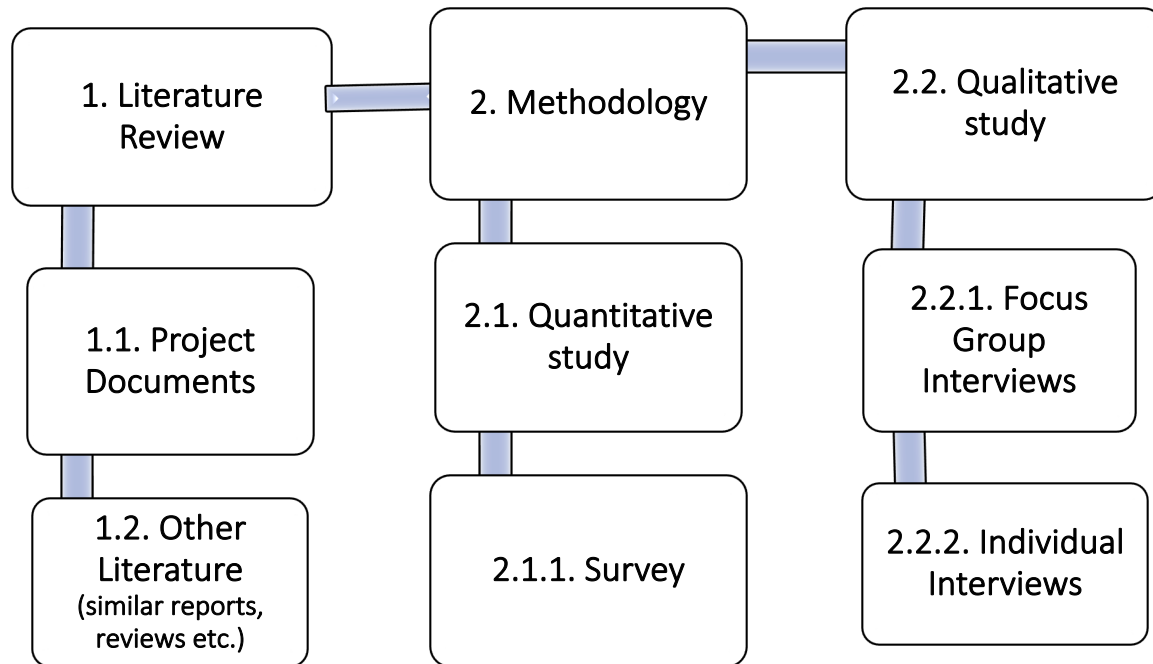 1. Literature
Review
1.1. Project
Documents
1.2. Other
Literature
(similar reports,
reviews etc.)
2. Methodology
2.1. Quantitative
study
2.1.1. Survey
2.2. Qualitative
study
2.2.1. Focus
Group
Interviews
2.2.2. Individual
Interviews